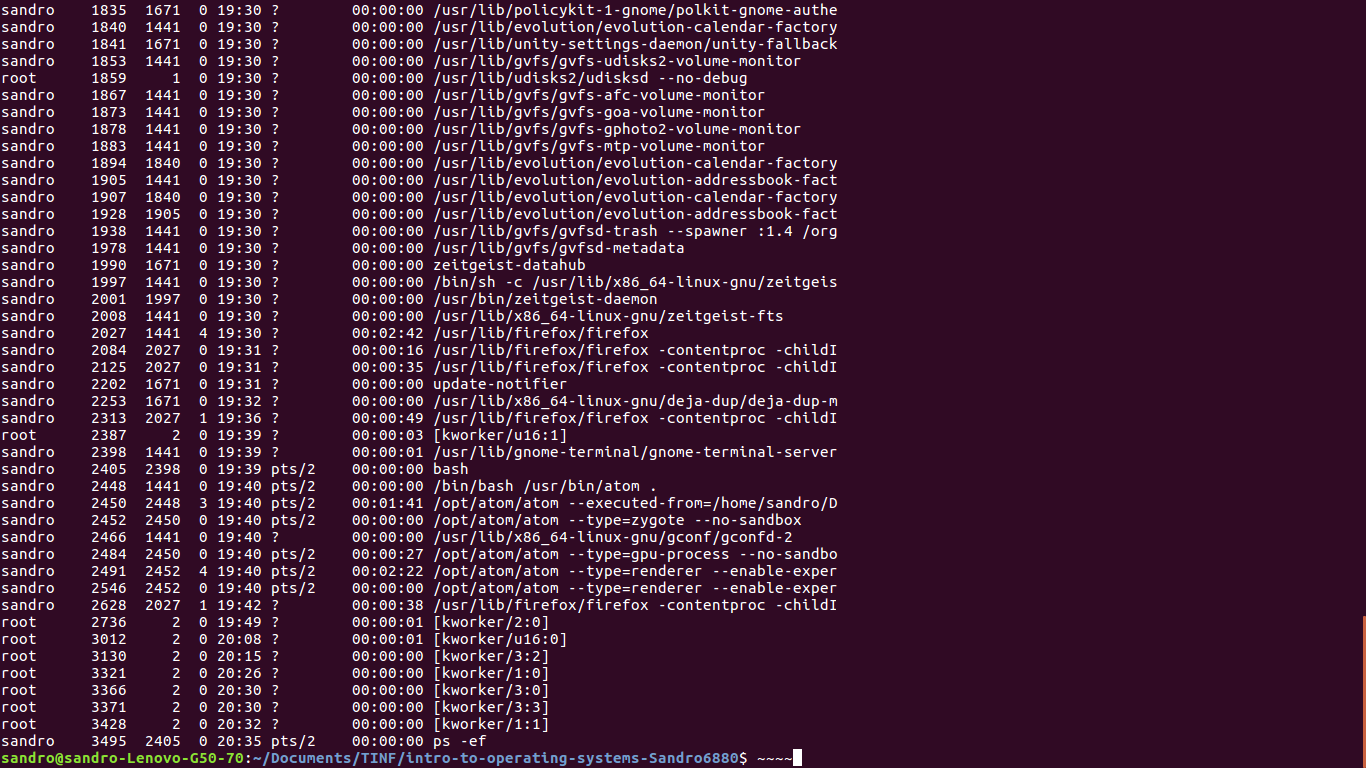 sandro    1835  1671  0 19:30 ?        00:00:00 /usr/lib/policykit-1-gnome/polkit-gnome-authe
sandro    1840  1441  0 19:30 ?        00:00:00 /usr/lib/evolution/evolution-calendar-factory
sandro    1841  1671  0 19:30 ?        00:00:00 /usr/lib/unity-settings-daemon/unity-fallback
sandro    1853  1441  0 19:30 ?        00:00:00 /usr/lib/gvfs/gvfs-udisks2-volume-monitor
root      1859     1  0 19:30 ?        00:00:00 /usr/lib/udisks2/udisksd --no-debug
sandro    1867  1441  0 19:30 ?        00:00:00 /usr/lib/gvfs/gvfs-afc-volume-monitor
sandro    1873  1441  0 19:30 ?        00:00:00 /usr/lib/gvfs/gvfs-goa-volume-monitor
sandro    1878  1441  0 19:30 ?        00:00:00 /usr/lib/gvfs/gvfs-gphoto2-volume-monitor
sandro    1883  1441  0 19:30 ?        00:00:00 /usr/lib/gvfs/gvfs-mtp-volume-monitor
sandro    1894  1840  0 19:30 ?        00:00:00 /usr/lib/evolution/evolution-calendar-factory
sandro    1905  1441  0 19:30 ?        00:00:00 /usr/lib/evolution/evolution-addressbook-fact
sandro    1907  1840  0 19:30 ?        00:00:00 /usr/lib/evolution/evolution-calendar-factory
sandro    1928  1905  0 19:30 ?        00:00:00 /usr/lib/evolution/evolution-addressbook-fact
sandro    1938  1441  0 19:30 ?        00:00:00 /usr/lib/gvfs/gvfsd-trash --spawner :1.4 /org
sandro    1978  1441  0 19:30 ?        00:00:00 /usr/lib/gvfs/gvfsd-metadata
sandro    1990  1671  0 19:30 ?        00:00:00 zeitgeist-datahub
sandro    1997  1441  0 19:30 ?        00:00:00 /bin/sh -c /usr/lib/x86_64-linux-gnu/zeitgeis
sandro    2001  1997  0 19:30 ?        00:00:00 /usr/bin/zeitgeist-daemon
sandro    2008  1441  0 19:30 ?        00:00:00 /usr/lib/x86_64-linux-gnu/zeitgeist-fts
sandro    2027  1441  4 19:30 ?        00:02:42 /usr/lib/firefox/firefox
sandro    2084  2027  0 19:31 ?        00:00:16 /usr/lib/firefox/firefox -contentproc -childI
sandro    2125  2027  0 19:31 ?        00:00:35 /usr/lib/firefox/firefox -contentproc -childI
sandro    2202  1671  0 19:31 ?        00:00:00 update-notifier
sandro    2253  1671  0 19:32 ?        00:00:00 /usr/lib/x86_64-linux-gnu/deja-dup/deja-dup-m
sandro    2313  2027  1 19:36 ?        00:00:49 /usr/lib/firefox/firefox -contentproc -childI
root      2387     2  0 19:39 ?        00:00:03 [kworker/u16:1]
sandro    2398  1441  0 19:39 ?        00:00:01 /usr/lib/gnome-terminal/gnome-terminal-server
sandro    2405  2398  0 19:39 pts/2    00:00:00 bash
sandro    2448  1441  0 19:40 pts/2    00:00:00 /bin/bash /usr/bin/atom .
sandro    2450  2448  3 19:40 pts/2    00:01:41 /opt/atom/atom --executed-from=/home/sandro/D
sandro    2452  2450  0 19:40 pts/2    00:00:00 /opt/atom/atom --type=zygote --no-sandbox
sandro    2466  1441  0 19:40 ?        00:00:00 /usr/lib/x86_64-linux-gnu/gconf/gconfd-2
sandro    2484  2450  0 19:40 pts/2    00:00:27 /opt/atom/atom --type=gpu-process --no-sandbo
sandro    2491  2452  4 19:40 pts/2    00:02:22 /opt/atom/atom --type=renderer --enable-exper
sandro    2546  2452  0 19:40 pts/2    00:00:00 /opt/atom/atom --type=renderer --enable-exper
sandro    2628  2027  1 19:42 ?        00:00:38 /usr/lib/firefox/firefox -contentproc -childI
root      2736     2  0 19:49 ?        00:00:01 [kworker/2:0]
root      3012     2  0 20:08 ?        00:00:01 [kworker/u16:0]
root      3130     2  0 20:15 ?        00:00:00 [kworker/3:2]
root      3321     2  0 20:26 ?        00:00:00 [kworker/1:0]
root      3366     2  0 20:30 ?        00:00:00 [kworker/3:0]
root      3371     2  0 20:30 ?        00:00:00 [kworker/3:3]
root      3428     2  0 20:32 ?        00:00:00 [kworker/1:1]
sandro    3495  2405  0 20:35 pts/2    00:00:00 ps -ef
sandro@sandro-Lenovo-G50-70:~/Documents/TINF/intro-to-operating-systems-Sandro6880$ ~~~~